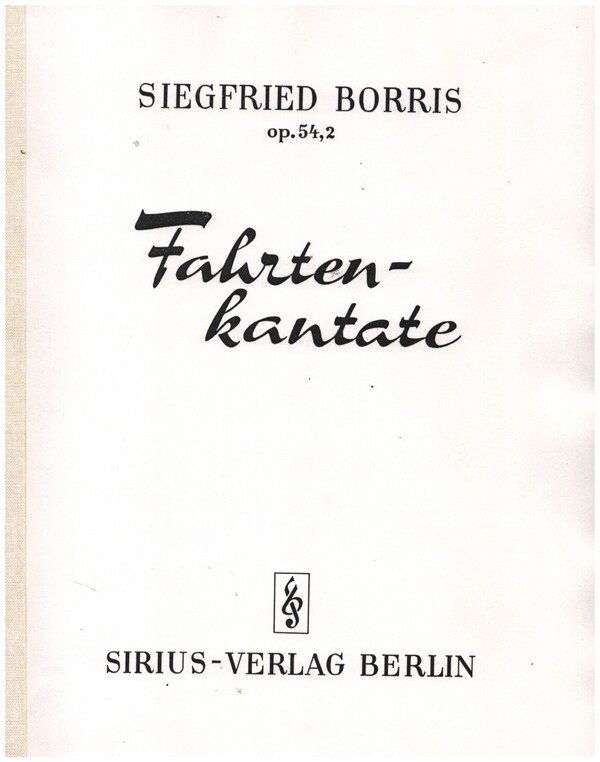 SIEGFRIED BORRIS
op. 54,2
Fahrten-
kantate
SIRIUS-VERLAG BERLIN